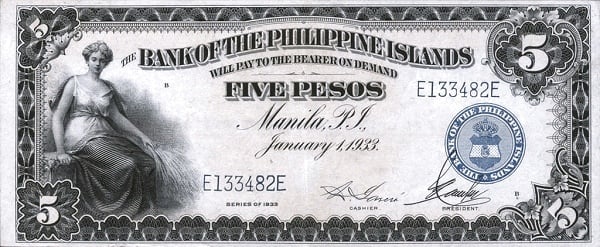 5
5
THE BANK OF THE PHILIPPINE ISLANDS
WILL PAY TO THE BEARER ON DEMAND
FIVE PESOS
E133482E
B
Manila, P.I.,
January 1, 1933.
THE BANK OF THE PHILIPPINE ISLANDS
E133482E
SERIES OF 1933
CASHIER
PRESIDENT.
B
5
5